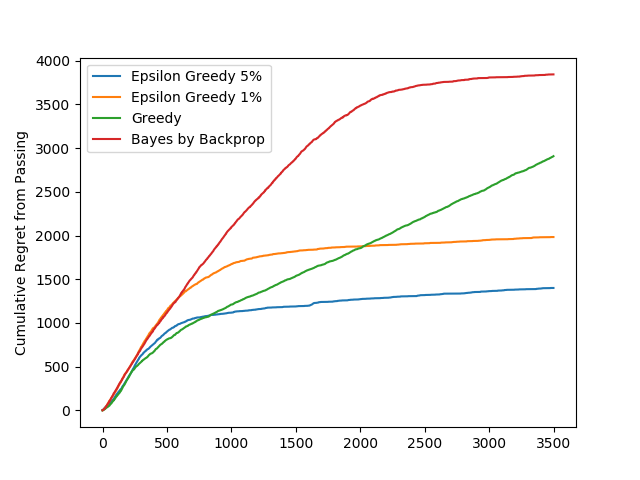 Epsilon Greedy 5%
Epsilon Greedy 1%
Greedy
Bayes by Backprop
Cumulative Regret from Passing
4000
3500
3000
2500
2000
1500
1000
500
0
0 500 1000 1500 2000 2500 3000 3500